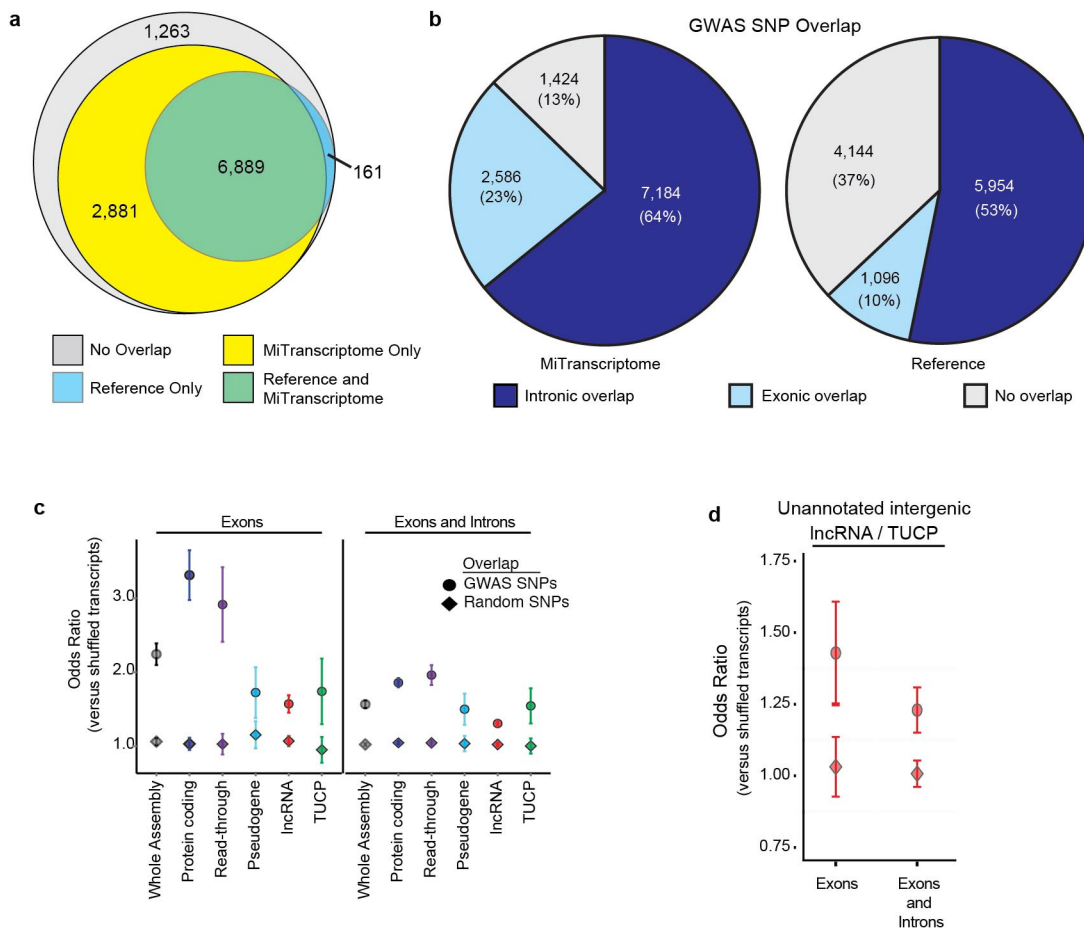 a
1,263
6,889
161
2,881
No Overlap
MiTranscriptome Only
Reference Only
Reference and
MiTranscriptome
b
GWAS SNP Overlap
1,424
(13%)
2,586
(23%)
7,184
(64%)
4,144
(37%)
5,954
(53%)
1,096
(10%)
MiTranscriptome
Reference
Intronic overlap
Exonic overlap
No overlap
c
Exons
Exons and Introns
Overlap
GWAS SNPs
Random SNPs
Odds Ratio
(versus shuffled transcripts)
3.0
2.0
1.0
Whole Assembly
Protein coding
Read-through
Pseudogene
lncRNA
TUCP
Whole Assembly
Protein coding
Read-through
Pseudogene
lncRNA
TUCP
d
Unannotated intergenic
lncRNA / TUCP
Odds Ratio
(versus shuffled transcripts)
1.75
1.50
1.25
1.00
0.75
Exons
Exons
and
Introns